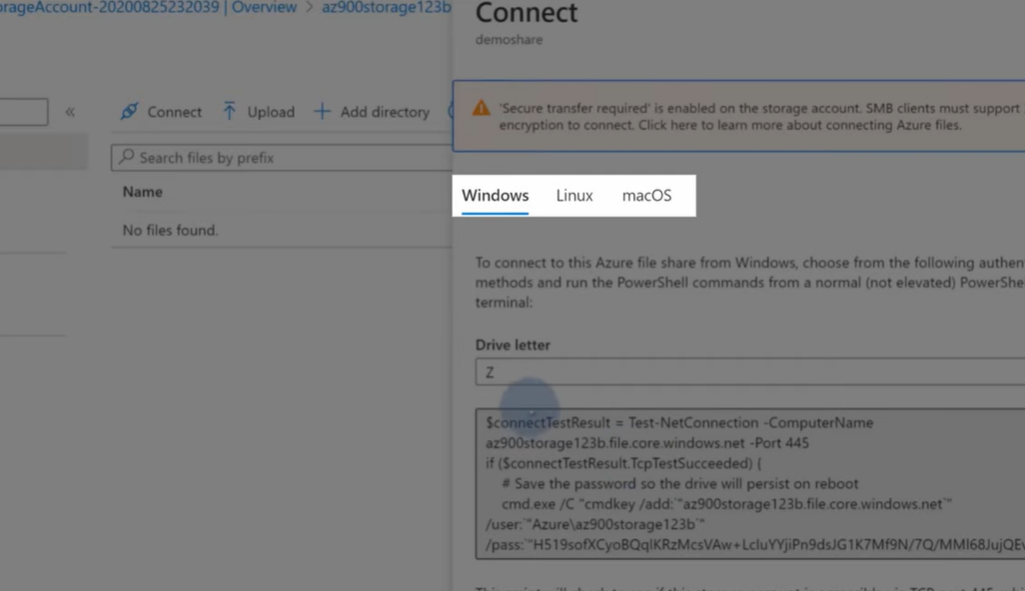 orageAccount-20200825232039 | Overview > az900storage123b
Connect
demoshare
«
Connect Upload Add directory
Search files by prefix
Name
No files found.
'Secure transfer required' is enabled on the storage account. SMB clients must support
encryption to connect. Click here to learn more about connecting Azure files.
Windows Linux macOS
To connect to this Azure file share from Windows, choose from the following authen
methods and run the PowerShell commands from a normal (not elevated) PowerShe
terminal:
Drive letter
Z
$connectTestResult = Test-NetConnection -ComputerName
az900storage123b.file.core.windows.net -Port 445
if ($connectTestResult.TcpTestSucceeded) {
# Save the password so the drive will persist on reboot
cmd.exe /C "cmdkey /add:`"az900storage123b.file.core.windows.net`"
/user:`"Azure\az900storage123b`"